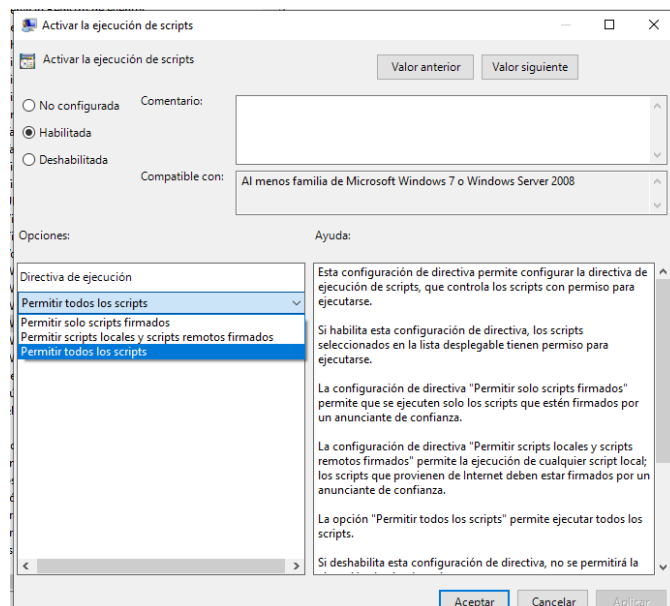 Activar la ejecución de scripts
Activar la ejecución de scripts
Valor anterior
Valor siguiente
No configurada
Comentario:
Habilitada
Deshabilitada
Compatible con:
Al menos familia de Microsoft Windows 7 o Windows Server 2008
Opciones:
Ayuda:
Directiva de ejecución
Permitir todos los scripts
Permitir solo scripts firmados
Permitir scripts locales y scripts remotos firmados
Permitir todos los scripts
Esta configuración de directiva permite configurar la directiva de
ejecución de scripts, que controla los scripts con permiso para
ejecutarse.
Si habilita esta configuración de directiva, los scripts
seleccionados en la lista desplegable tienen permiso para
ejecutarse.
La configuración de directiva "Permitir solo scripts firmados"
permite que se ejecuten solo los scripts que estén firmados por
un anunciante de confianza.
La configuración de directiva "Permitir scripts locales y scripts
remotos firmados" permite la ejecución de cualquier script local;
los scripts que provienen de Internet deben estar firmados por un
anunciante de confianza.
La opción "Permitir todos los scripts" permite ejecutar todos los
scripts.
Si deshabilita esta configuración de directiva, no se permitirá la
Aceptar
Cancelar
Aplicar